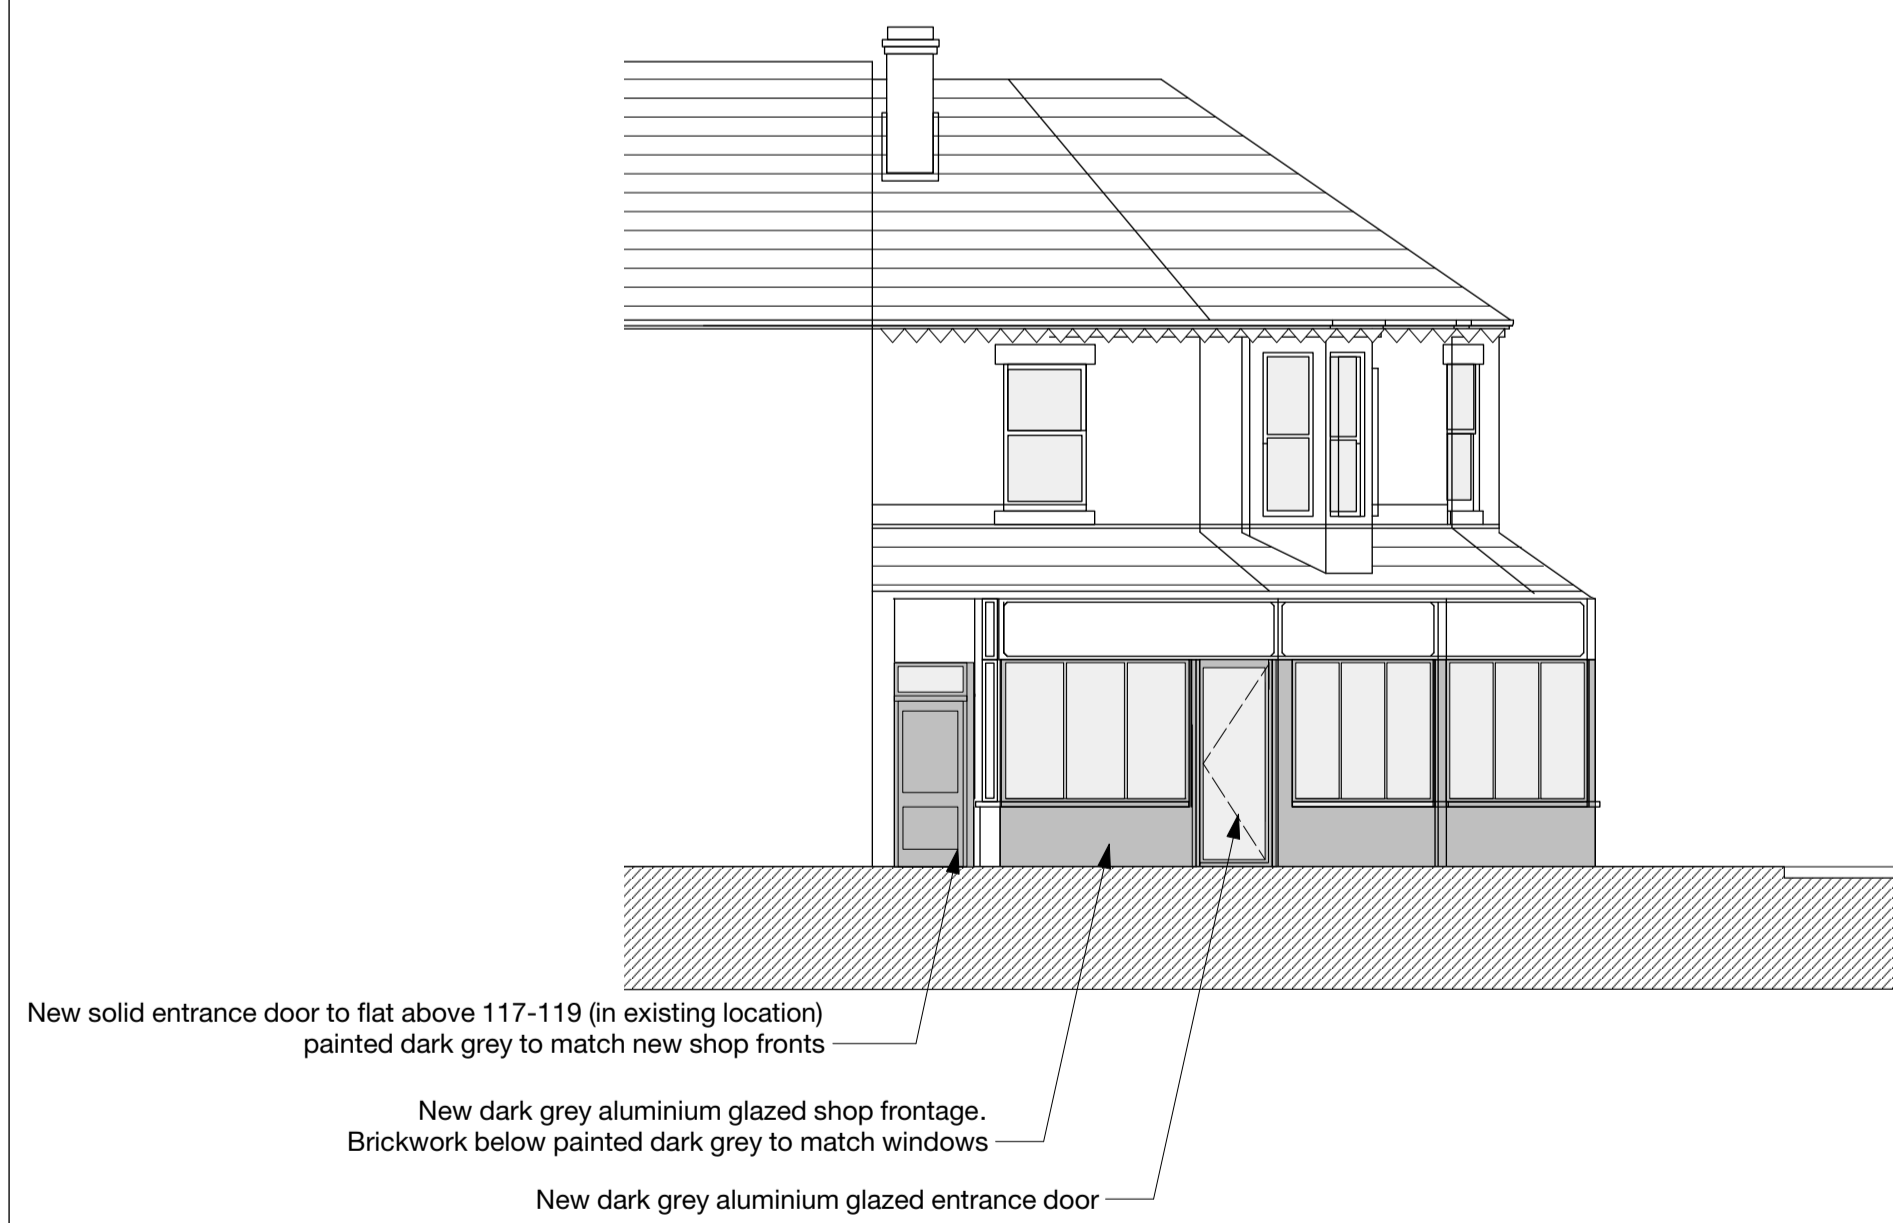 New solid entrance door to flat above 117-119 (in existing location)
painted dark grey to match new shop fronts
New dark grey aluminium glazed shop frontage.
Brickwork below painted dark grey to match windows
New dark grey aluminium glazed entrance door